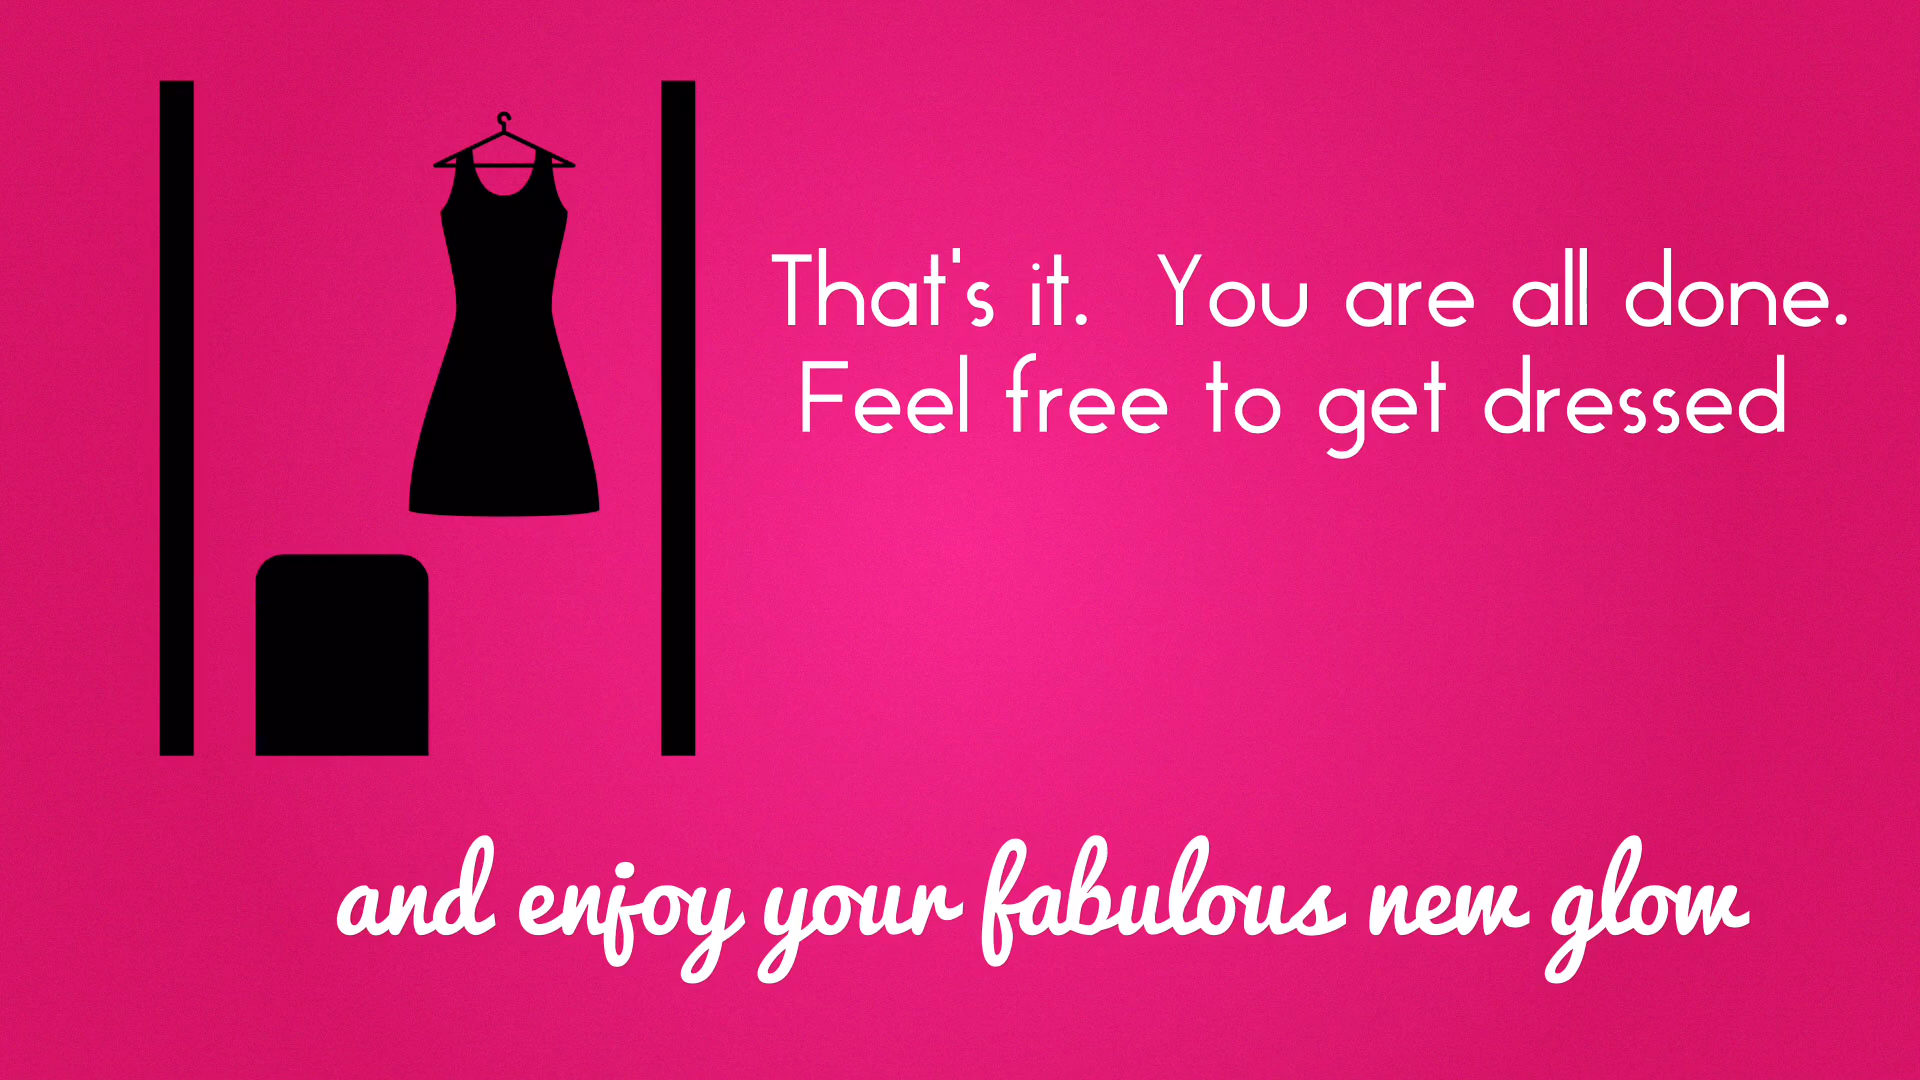 That's it. You are all done.
Feel free to get dressed
and enjoy your fabulous new glow